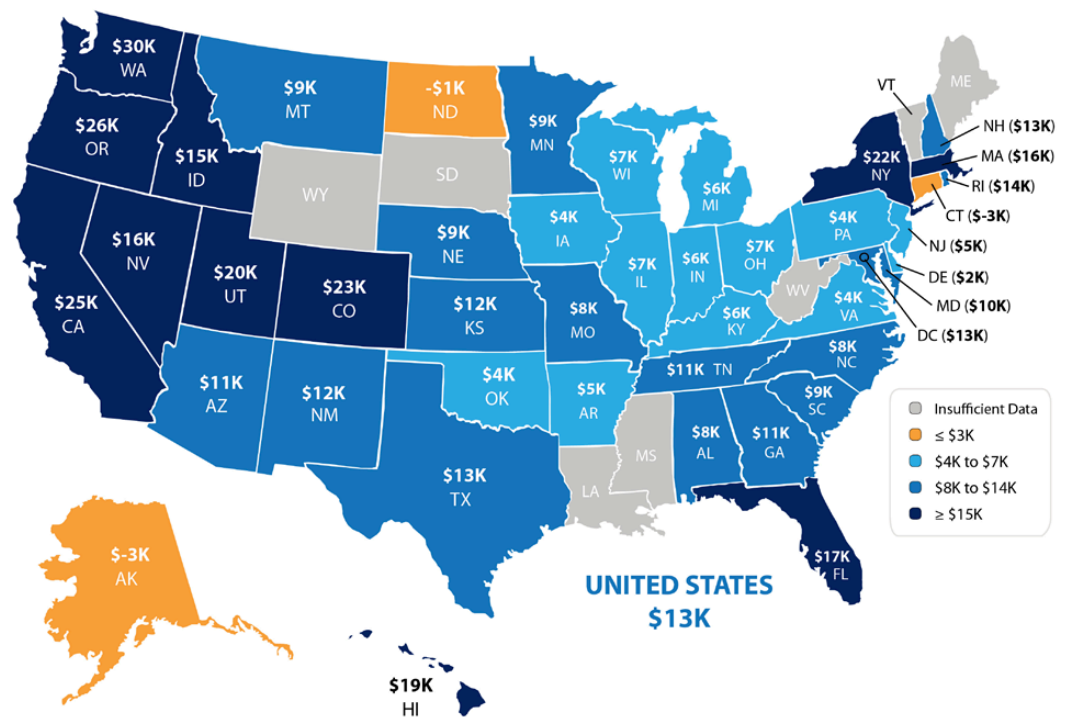 $30K
WA
$26K
OR
$15K
ID
$9K
MT
-$1K
ND
$9K
MN
WY
SD
$16K
NV
$25K
CA
$20K
UT
$23K
CO
$9K
NE
$12K
KS
$4K
IA
$8K
MO
$7K
WI
$6K
MI
$7K
IL
$6K
IN
$7K
OH
$6K
KY
WV
$4K
VA
$4K
PA
$22K
NY
VT
ME
NH ($13K)
MA ($16K)
RI ($14K)
CT ($-3K)
NJ ($5K)
DE ($2K)
MD ($10K)
DC ($13K)
$11K
AZ
$12K
NM
$4K
OK
$5K
AR
$11K TN
$8K
NC
$9K
SC
$13K
TX
LA
MS
$8K
AL
$11K
GA
$17K
FL
$-3K
AK
$19K
HI
UNITED STATES
$13K
Insufficient Data
≤ $3K
$4K to $7K
$8K to $14K
≥ $15K